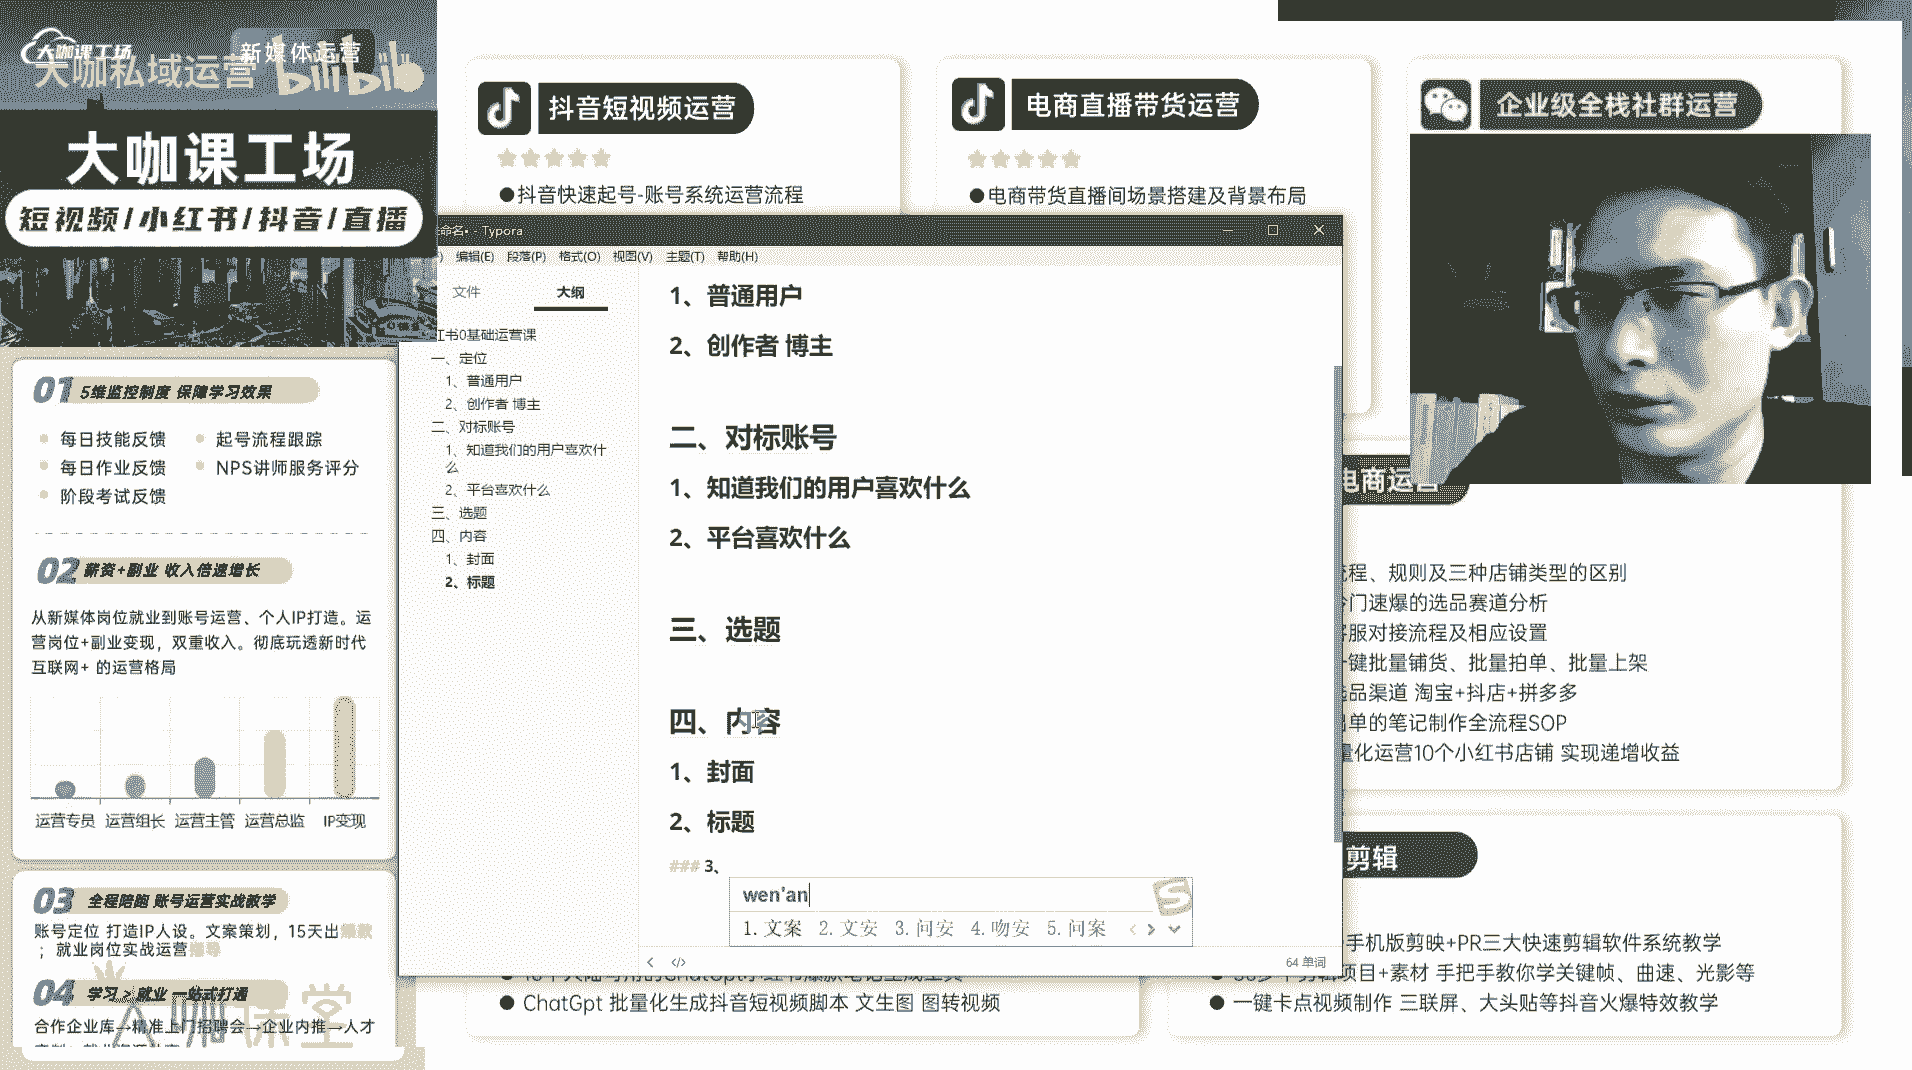 大咖课工场
新媒体运营
大咖私域运营 bilibili
大咖课工场
短视频/小红书/抖音/直播
01 5维监控制度 保障学习效果
每日技能反馈
起号流程跟踪
每日作业反馈
NPS讲师服务评分
阶段考试反馈
02 薪资+副业 收入倍速增长
从新媒体岗位就业到账号运营、个人IP打造。运
营岗位+副业变现，双重收入。彻底玩透新时代
互联网+ 的运营格局
运营专员 运营组长 运营主管 运营总监 IP变现
03 全程陪跑 账号运营实战教学
账号定位 打造IP人设。文案策划，15天出爆款
；就业岗位实战运营指导
04 学习 > 就业 一站式打通
合作企业库→精准上门招聘会→企业内推→人才
大咖课堂
抖音短视频运营
●抖音快速起号-账号系统运营流程
电商直播带货运营
●电商带货直播间场景搭建及背景布局
企业级全栈社群运营
命名• - Typora
编辑(E) 段落(P) 格式(O) 视图(V) 主题(T) 帮助(H)
文件 大纲
红书0基础运营课
一、定位
1、普通用户
2、创作者 博主
二、对标账号
1、知道我们的用户喜欢什
么
2、平台喜欢什么
三、选题
四、内容
1、封面
2、标题
1、普通用户
2、创作者 博主
二、对标账号
1、知道我们的用户喜欢什么
2、平台喜欢什么
三、选题
四、内容
1、封面
2、标题
### 3、
wen'an
1. 文案 2. 文安 3. 问安 4. 吻安 5. 问案
64 单词
电商运营
程、规则及三种店铺类型的区别
冷门速爆的选品赛道分析
客服对接流程及相应设置
一键批量铺货、批量拍单、批量上架
选品渠道 淘宝+抖店+拼多多
出单的笔记制作全流程SOP
量化运营10个小红书店铺 实现递增收益
剪辑
手机版剪映+PR三大快速剪辑软件系统教学
项目+素材 手把手教你学关键帧、曲速、光影等
● 一键卡点视频制作 三联屏、大头贴等抖音火爆特效教学
● ChatGpt 批量化生成抖音短视频脚本 文生图 图转视频